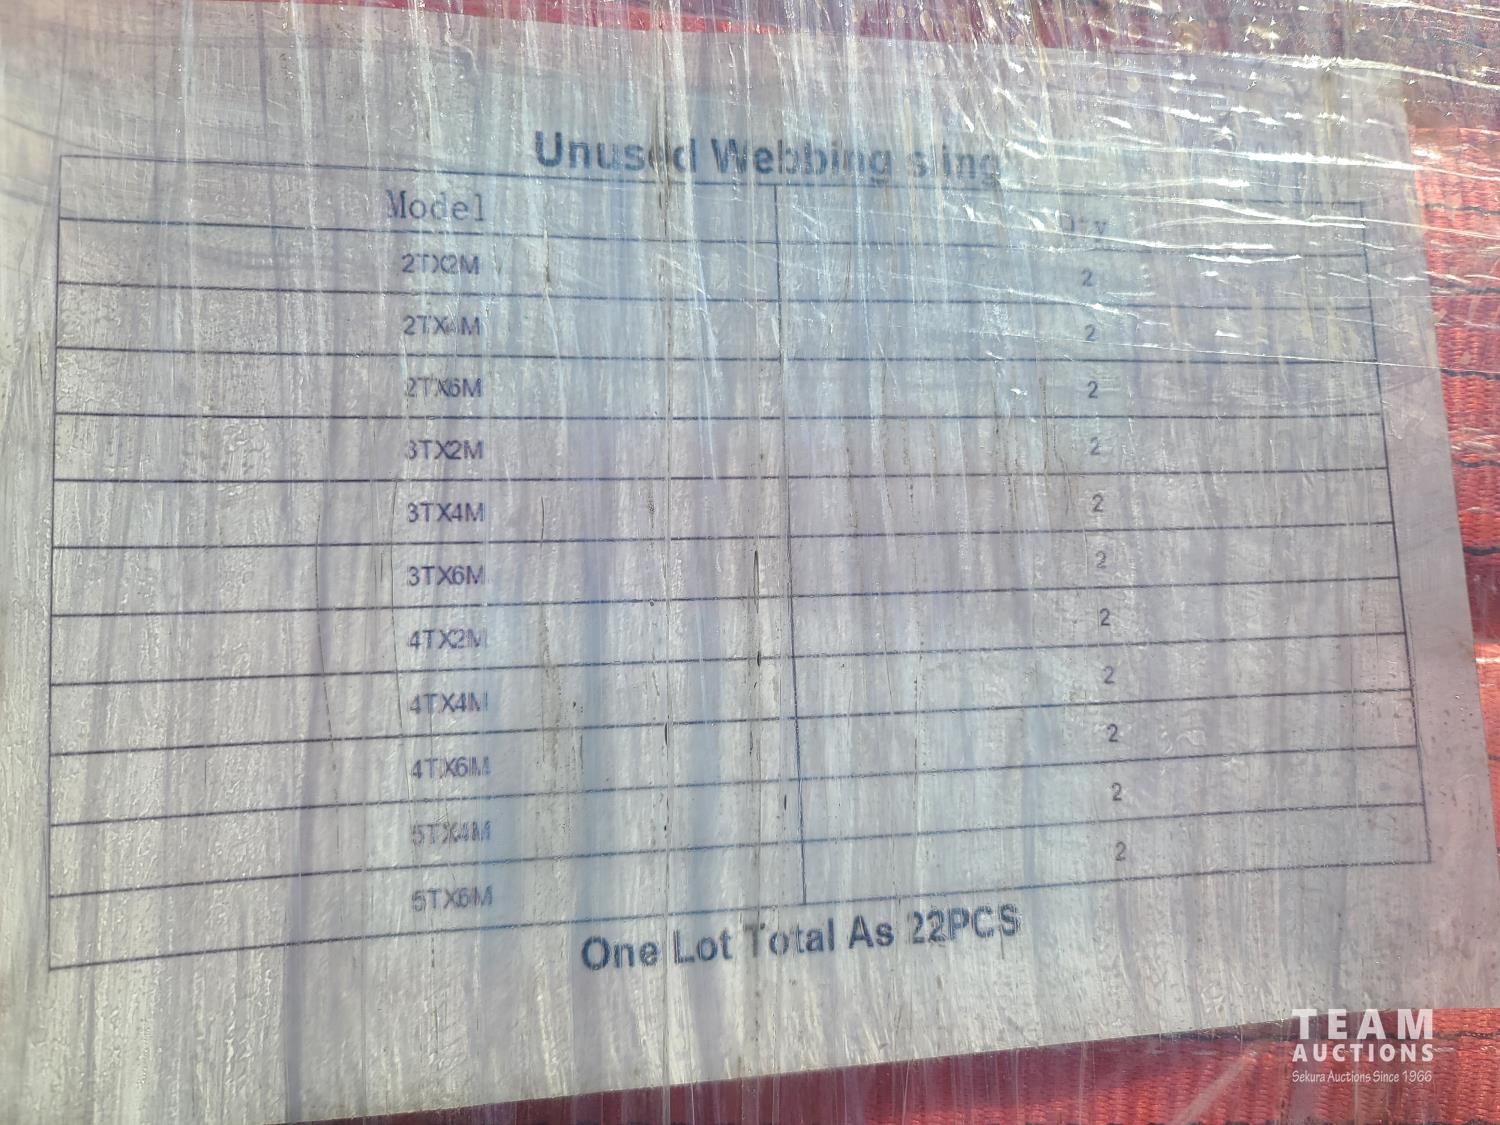 Unused Webbing sling
Model Qty
2TX2M 2
2TX4M 2
2TX6M 2
3TX2M 2
3TX4M 2
3TX6M 2
4TX2M 2
4TX4M 2
4TX6M 2
5TX4M 2
5TX6M 2
One Lot Total As 22PCS
TEAM
AUCTIONS
Sekura Auctions Since 1966